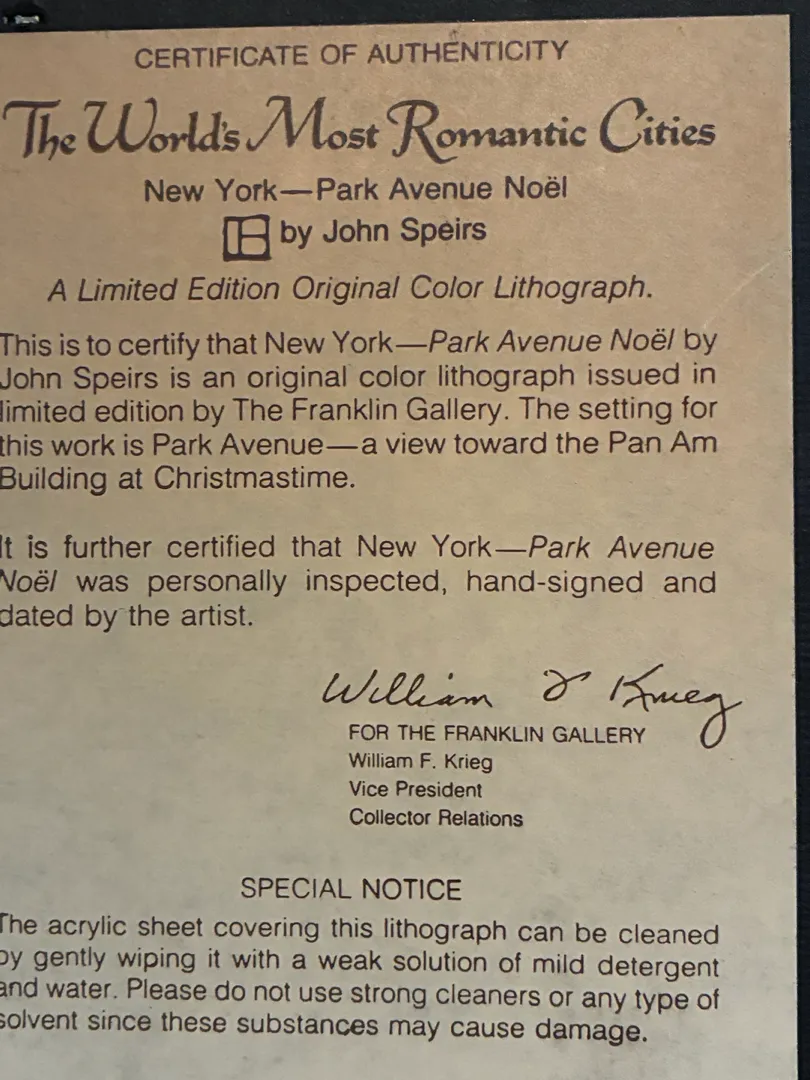 CERTIFICATE OF AUTHENTICITY
The World's Most Romantic Cities
New York—Park Avenue Noël
by John Speirs
A Limited Edition Original Color Lithograph.
This is to certify that New York—Park Avenue Noël by
John Speirs is an original color lithograph issued in
limited edition by The Franklin Gallery. The setting for
this work is Park Avenue—a view toward the Pan Am
Building at Christmastime.
It is further certified that New York—Park Avenue
Noël was personally inspected, hand-signed and
dated by the artist.
William F Krieg
FOR THE FRANKLIN GALLERY
William F. Krieg
Vice President
Collector Relations
SPECIAL NOTICE
The acrylic sheet covering this lithograph can be cleaned
by gently wiping it with a weak solution of mild detergent
and water. Please do not use strong cleaners or any type of
solvent since these substances may cause damage.